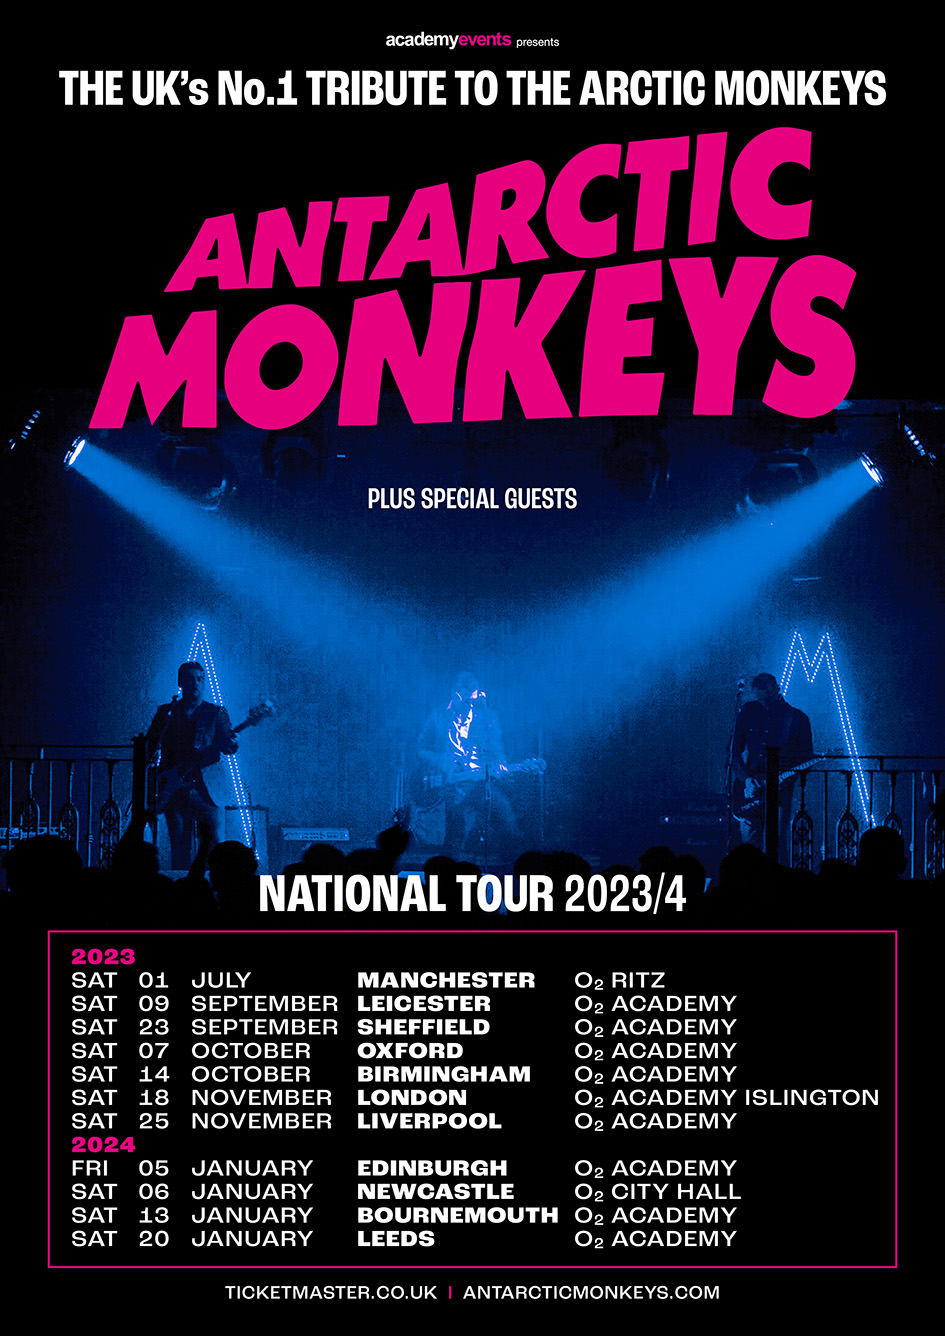 academyevents presents
THE UK's No.1 TRIBUTE TO THE ARCTIC MONKEYS
ANTARCTIC
MONKEYS
PLUS SPECIAL GUESTS
A M
NATIONAL TOUR 2023/4
2023
SAT 01 JULY MANCHESTER O₂ RITZ
SAT 09 SEPTEMBER LEICESTER O₂ ACADEMY
SAT 23 SEPTEMBER SHEFFIELD O₂ ACADEMY
SAT 07 OCTOBER OXFORD O₂ ACADEMY
SAT 14 OCTOBER BIRMINGHAM O₂ ACADEMY
SAT 18 NOVEMBER LONDON O₂ ACADEMY ISLINGTON
SAT 25 NOVEMBER LIVERPOOL O₂ ACADEMY
2024
FRI 05 JANUARY EDINBURGH O₂ ACADEMY
SAT 06 JANUARY NEWCASTLE O₂ CITY HALL
SAT 13 JANUARY BOURNEMOUTH O₂ ACADEMY
SAT 20 JANUARY LEEDS O₂ ACADEMY
TICKETMASTER.CO.UK | ANTARCTICMONKEYS.COM